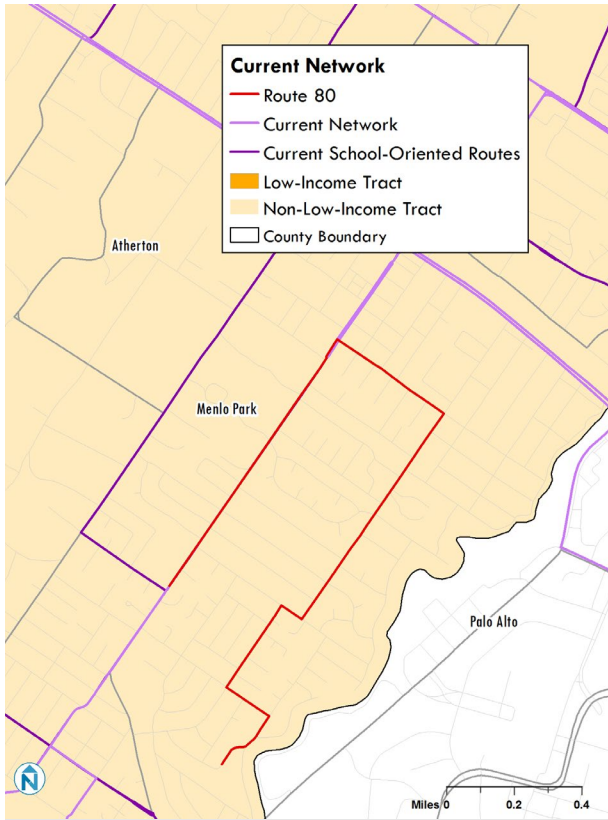 Current Network
Route 80
Current Network
Current School-Oriented Routes
Low-Income Tract
Non-Low-Income Tract
County Boundary
Atherton
Menlo Park
Palo Alto
N
Miles 0 0.2 0.4